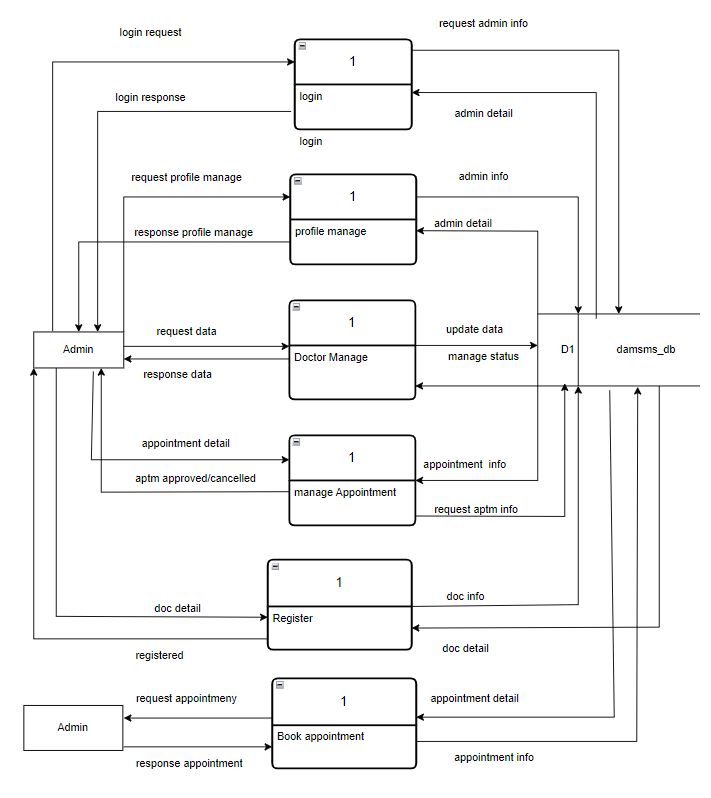 login request
request admin info
1
login response
login
admin detail
login
request profile manage
1
admin info
response profile manage
profile manage
admin detail
request data
1
update data
Admin
Doctor Manage
manage status
D1
damsms_db
response data
appointment detail
1
appointment  info
aptm approved/cancelled
manage Appointment
request aptm info
1
doc detail
Register
doc info
registered
doc detail
request appointmeny
1
appointment detail
Admin
Book appointment
response appointment
appointment info